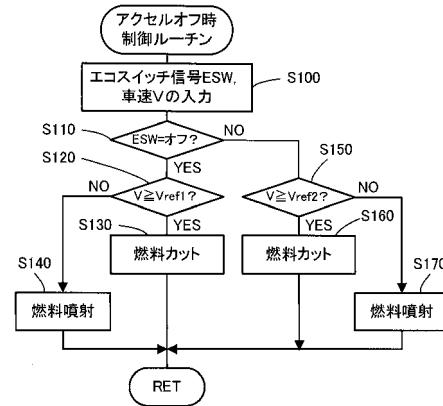 アクセルオフ時
制御ルーチン
エコスイッチ信号ESW,
車速Vの入力
S100
S110
ESW=オフ?
NO
YES
S120
V≧Vref1?
NO
YES
S150
V≧Vref2?
NO
YES
S130
燃料カット
S160
燃料カット
S140
燃料噴射
S170
燃料噴射
RET